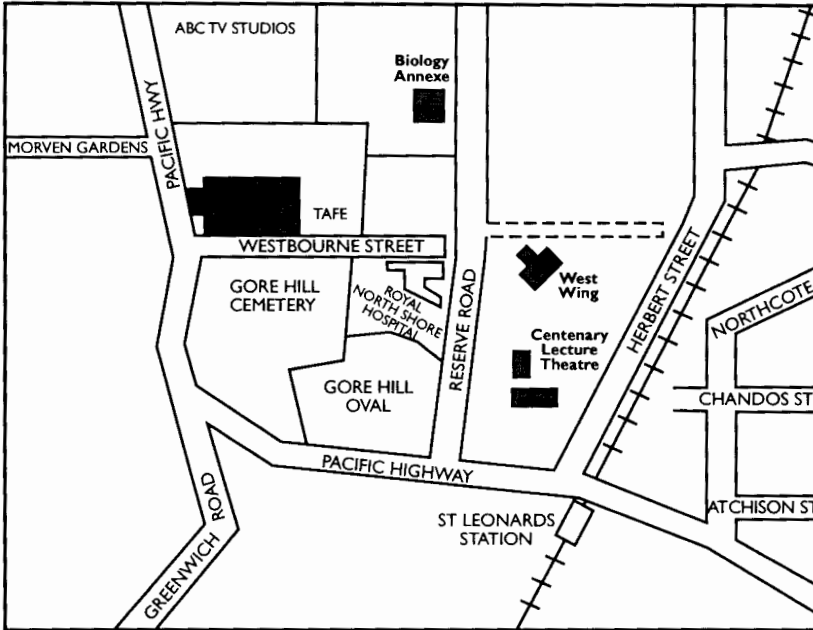 ABC TV STUDIOS
Biology
Annexe
PACIFIC HWY
MORVEN GARDENS
TAFE
WESTBOURNE STREET
GORE HILL
CEMETERY
ROYAL
NORTH SHORE
HOSPITAL
RESERVE ROAD
West
Wing
HERBERT STREET
NORTHCOTE
Centenary
Lecture
Theatre
GORE HILL
OVAL
CHANDOS ST
PACIFIC HIGHWAY
GREENWICH ROAD
ST LEONARDS
STATION
ATCHISON ST